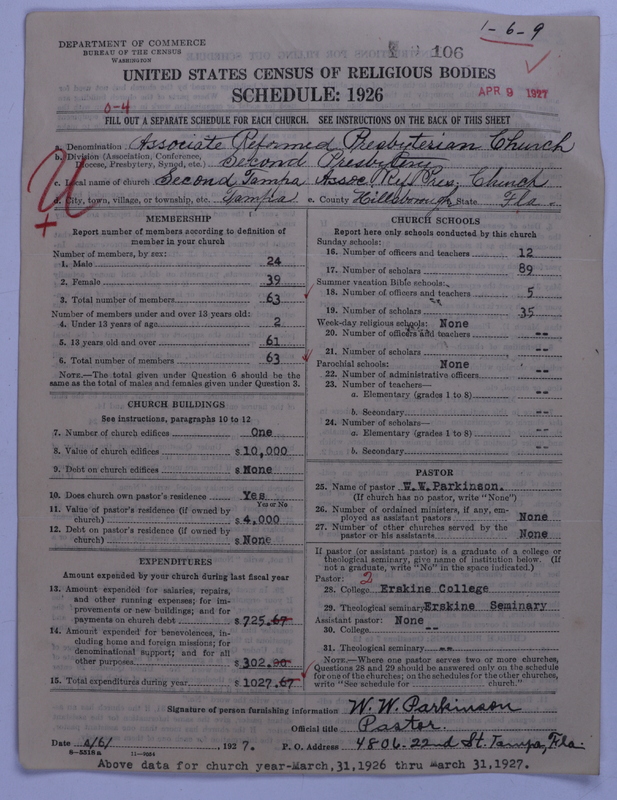 1-6-9
DEPARTMENT OF COMMERCE
BUREAU OF THE CENSUS
WASHINGTON
106
UNITED STATES CENSUS OF RELIGIOUS BODIES
SCHEDULE: 1926
APR 9 1927
0-4
FILL OUT A SEPARATE SCHEDULE FOR EACH CHURCH. SEE INSTRUCTIONS ON THE BACK OF THIS SHEET
a. Denomination Associate Reformed Presbyterian Church
b. Division (Association, Conference, Diocese, Presbytery, Synod, etc.) Second Presbytery
c. Local name of church Second Tampa Assoc. Ref. Pres. Church
d. City, town, village, or township, etc. Tampa e. County Hillsborough State Fla.
MEMBERSHIP
Report number of members according to definition of
member in your church
Number of members, by sex:
1. Male 24
2. Female 39
3. Total number of members 63
Number of members under and over 13 years old:
4. Under 13 years of age 2
5. 13 years old and over 61
6. Total number of members 63
NOTE.—The total given under Question 6 should be the
same as the total of males and females given under Question 3.
CHURCH BUILDINGS
See instructions, paragraphs 10 to 12
7. Number of church edifices One
8. Value of church edifices $ 10,000
9. Debt on church edifices $ None
10. Does church own pastor's residence Yes
Yes or No
11. Value of pastor's residence (if owned by
church) $ 4,000
12. Debt on pastor's residence (if owned by
church) $ None
EXPENDITURES
Amount expended by your church during last fiscal year
13. Amount expended for salaries, repairs,
and other running expenses; for im-
provements or new buildings; and for
payments on church debt $ 725.67
14. Amount expended for benevolences, in-
cluding home and foreign missions; for
denominational support; and for all
other purposes $ 302.00
15. Total expenditures during year $ 1027.67
CHURCH SCHOOLS
Report here only schools conducted by this church
Sunday schools:
16. Number of officers and teachers 12
17. Number of scholars 89
Summer vacation Bible schools:
18. Number of officers and teachers 5
19. Number of scholars 35
Week-day religious schools: None
20. Number of officers and teachers --
21. Number of scholars --
Parochial schools: None
22. Number of administrative officers --
23. Number of teachers—
a. Elementary (grades 1 to 8) --
b. Secondary --
24. Number of scholars—
a. Elementary (grades 1 to 8) --
b. Secondary --
PASTOR
25. Name of pastor W.W.Parkinson.
(If church has no pastor, write "None")
26. Number of ordained ministers, if any, em-
ployed as assistant pastors None
27. Number of other churches served by the
pastor or his assistants None
If pastor (or assistant pastor) is a graduate of a college or
theological seminary, give name of institution below. (If
not a graduate, write "No" in the space indicated.)
Pastor: 2
28. College Erskine College
29. Theological seminary Erskine Seminary
Assistant pastor: None
30. College --
31. Theological seminary --
NOTE.—Where one pastor serves two or more churches,
Questions 28 and 29 should be answered only on the schedule
for one of the churches; on the schedules for the other churches,
write "See schedule for church."
Signature of person furnishing information W. W. Parkinson
Official title Pastor.
Date 1927. P. O. Address 4806. 22nd St. Tampa, Fla.
8-5318a 11-9054
Above data for church year-March,31,1926 thru March 31,1927.